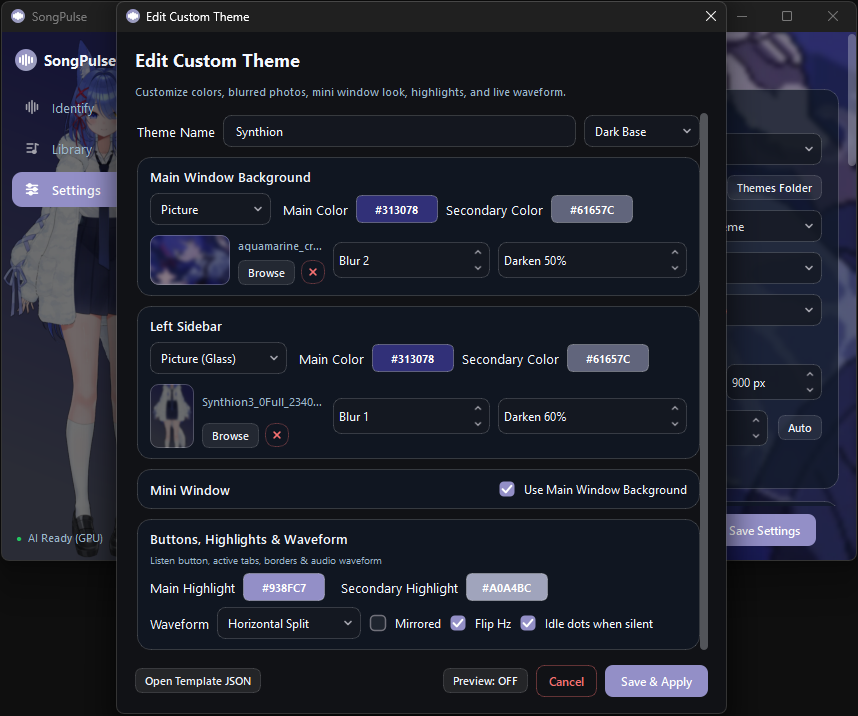 SongPulse
Edit Custom Theme
SongPulse
Identify
Library
Settings
AI Ready (GPU)
Edit Custom Theme
Customize colors, blurred photos, mini window look, highlights, and live waveform.
Theme Name
Synthion
Dark Base
Main Window Background
Picture
Main Color
#313078
Secondary Color
#61657C
aquamarine_cr...
Browse
Blur 2
Darken 50%
Left Sidebar
Picture (Glass)
Main Color
#313078
Secondary Color
#61657C
Synthion3_0Full_2340...
Browse
Blur 1
Darken 60%
Mini Window
Use Main Window Background
Buttons, Highlights & Waveform
Listen button, active tabs, borders & audio waveform
Main Highlight
#938FC7
Secondary Highlight
#A0A4BC
Waveform
Horizontal Split
Mirrored
Flip Hz
Idle dots when silent
Open Template JSON
Preview: OFF
Cancel
Save & Apply
Themes Folder
900 px
Auto
Save Settings